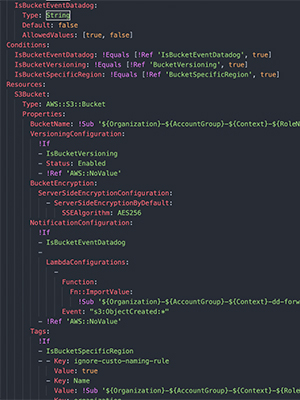 IsBucketEventDatadog:
Type: String
Default: false
AllowedValues: [true, false]
Conditions:
IsBucketEventDatadog: !Equals [!Ref 'IsBucketEventDatadog', true]
IsBucketVersioning: !Equals [!Ref 'BucketVersioning', true]
IsBucketSpecificRegion: !Equals [!Ref 'BucketSpecificRegion', true]
Resources:
S3Bucket:
Type: AWS::S3::Bucket
Properties:
BucketName: !Sub '${Organization}-${AccountGroup}-${Context}-${RoleN
VersioningConfiguration:
!If
- IsBucketVersioning
- Status: Enabled
- !Ref 'AWS::NoValue'
BucketEncryption:
ServerSideEncryptionConfiguration:
- ServerSideEncryptionByDefault:
SSEAlgorithm: AES256
NotificationConfiguration:
!If
- IsBucketEventDatadog
-
LambdaConfigurations:
-
Function:
Fn::ImportValue:
!Sub '${Organization}-${AccountGroup}-${Context}-dd-forw
Event: "s3:ObjectCreated:*"
- !Ref 'AWS::NoValue'
Tags:
!If
- IsBucketSpecificRegion
- - Key: ignore-custo-naming-rule
Value: true
- Key: Name
Value: !Sub '${Organization}-${AccountGroup}-${Context}-${Role